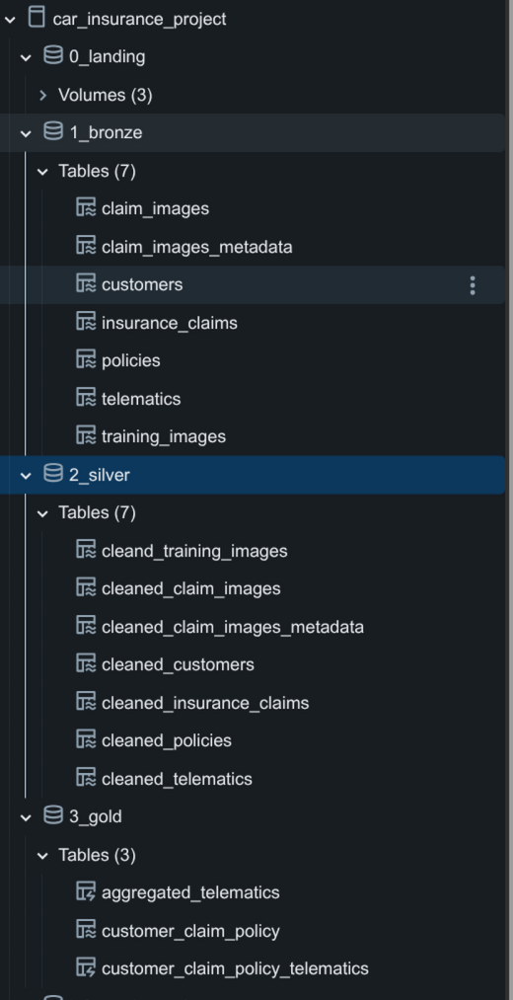 car_insurance_project
0_landing
Volumes (3)
1_bronze
Tables (7)
claim_images
claim_images_metadata
customers
insurance_claims
policies
telematics
training_images
2_silver
Tables (7)
cleand_training_images
cleaned_claim_images
cleaned_claim_images_metadata
cleaned_customers
cleaned_insurance_claims
cleaned_policies
cleaned_telematics
3_gold
Tables (3)
aggregated_telematics
customer_claim_policy
customer_claim_policy_telematics